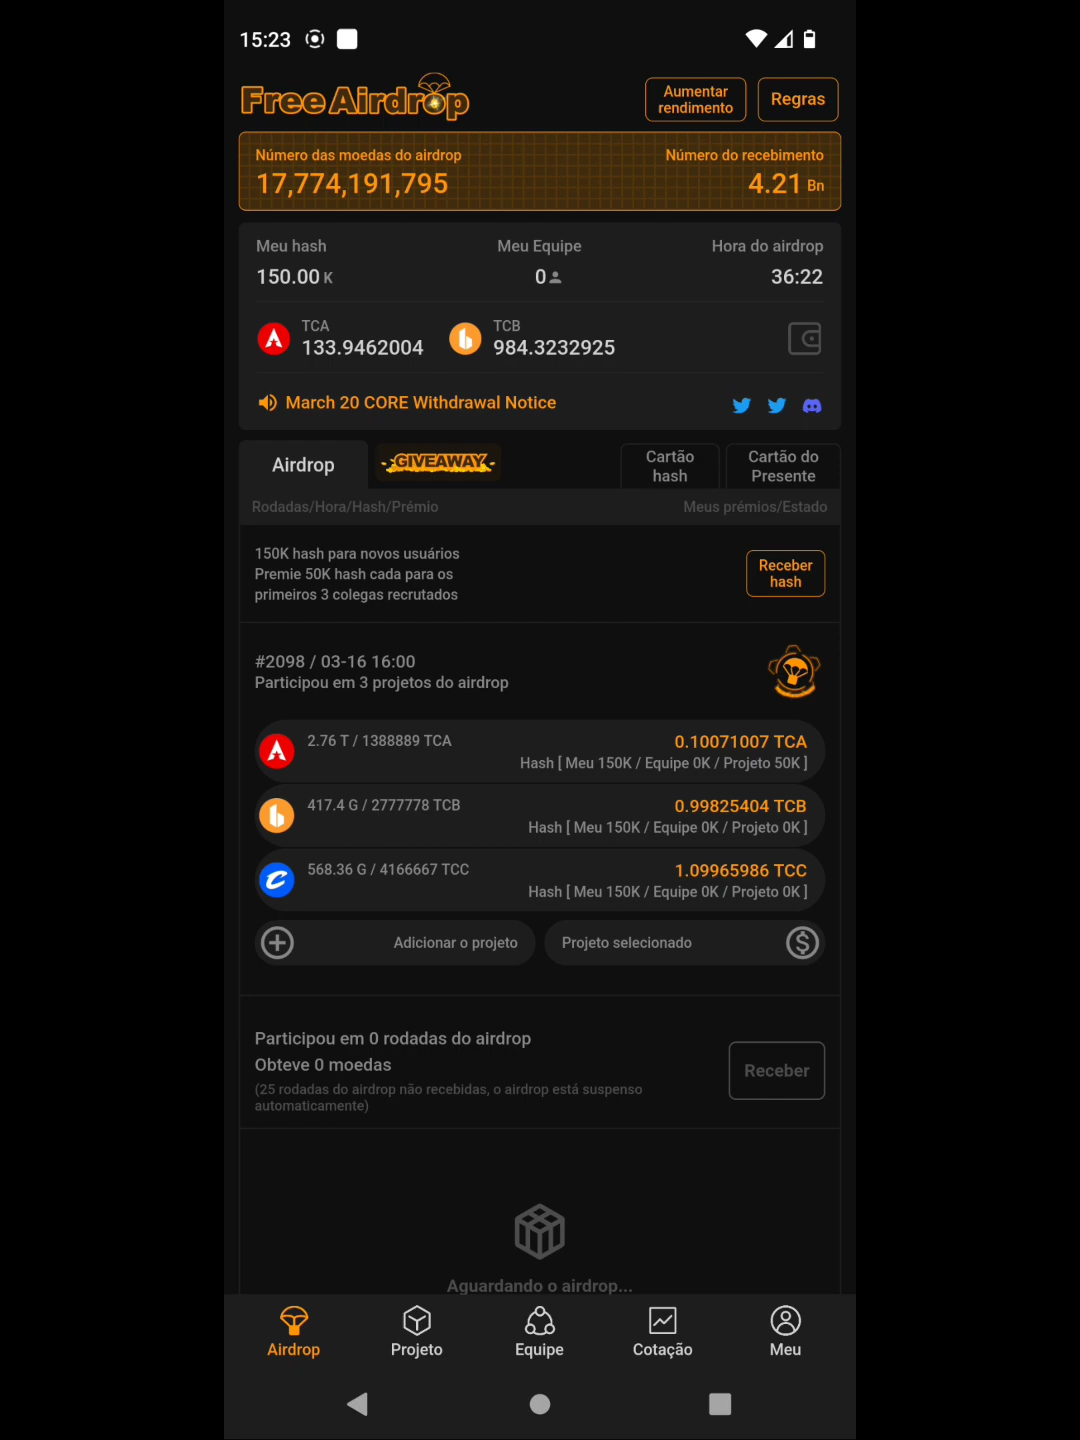 15:23
Free Airdrop
Aumentar
rendimento
Regras
Número das moedas do airdrop
Número do recebimento
17,774,191,795
4.21 Bn
Meu hash
Meu Equipe
Hora do airdrop
150.00 K
0
36:22
TCA
133.9462004
TCB
984.3232925
March 20 CORE Withdrawal Notice
Airdrop
GIVEAWAY
Cartão
hash
Cartão do
Presente
Rodadas/Hora/Hash/Prémio
Meus prémios/Estado
150K hash para novos usuários
Premie 50K hash cada para os
primeiros 3 colegas recrutados
Receber
hash
#2098 / 03-16 16:00
Participou em 3 projetos do airdrop
2.76 T / 1388889 TCA
0.10071007 TCA
Hash [ Meu 150K / Equipe 0K / Projeto 50K ]
417.4 G / 2777778 TCB
0.99825404 TCB
Hash [ Meu 150K / Equipe 0K / Projeto 0K ]
568.36 G / 4166667 TCC
1.09965986 TCC
Hash [ Meu 150K / Equipe 0K / Projeto 0K ]
Adicionar o projeto
Projeto selecionado
Participou em 0 rodadas do airdrop
Obteve 0 moedas
(25 rodadas do airdrop não recebidas, o airdrop está suspenso
automaticamente)
Receber
Aguardando o airdrop...
Airdrop
Projeto
Equipe
Cotação
Meu